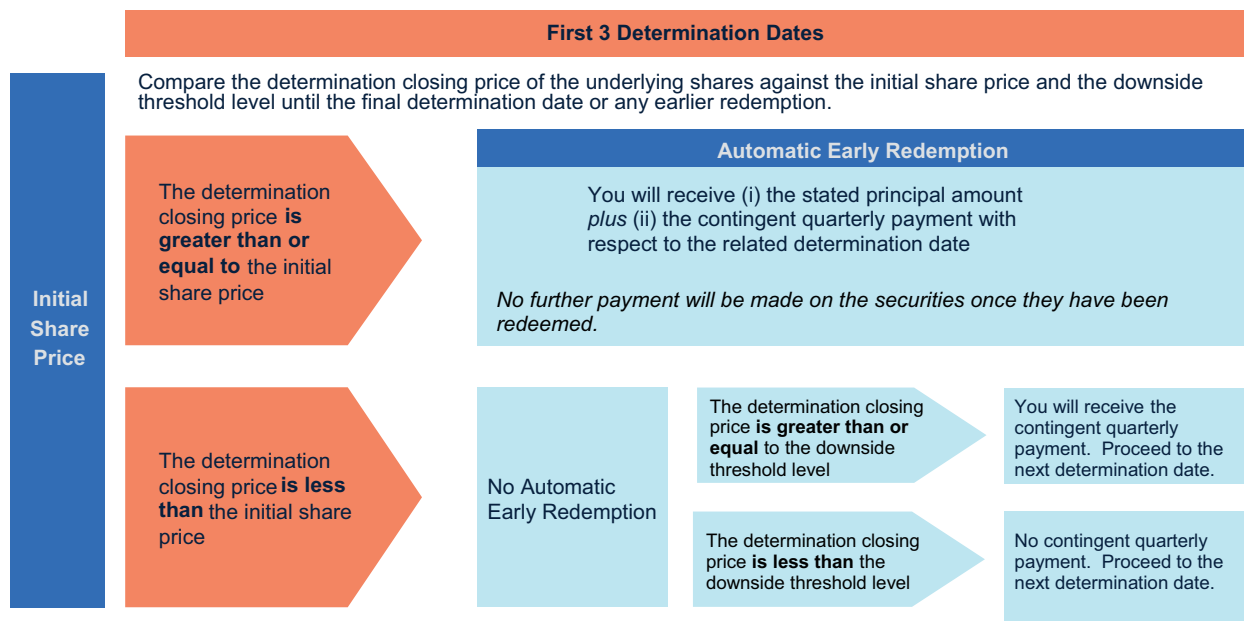 First 3 Determination Dates
Compare the determination closing price of the underlying shares against the initial share price and the downside
threshold level until the final determination date or any earlier redemption.
Initial
Share
Price
The determination
closing price is
greater than or
equal to the initial
share price
Automatic Early Redemption
You will receive (i) the stated principal amount
plus (ii) the contingent quarterly payment with
respect to the related determination date
No further payment will be made on the securities once they have been
redeemed.
The determination
closing price is less
than the initial share
price
No Automatic
Early Redemption
The determination closing
price is greater than or
equal to the downside
threshold level
You will receive the
contingent quarterly
payment.  Proceed to the
next determination date.
The determination closing
price is less than the
downside threshold level
No contingent quarterly
payment.  Proceed to the
next determination date.